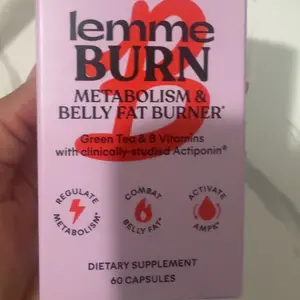 lemme
BURN
METABOLISM &
BELLY FAT BURNER*
Green Tea & B Vitamins
with clinically-studied Actiponin®
REGULATE
METABOLISM*
COMBAT
BELLY FAT*
ACTIVATE
AMPK*
DIETARY SUPPLEMENT
60 CAPSULES